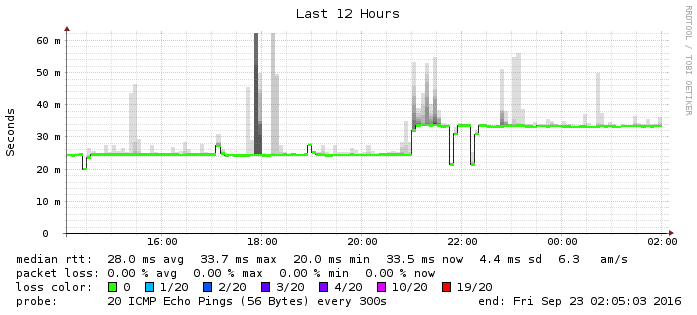 Last 12 Hours
RRDTOOL / TOBI OETIKER
Seconds
60 m
50 m
40 m
30 m
20 m
10 m
0
16:00 18:00 20:00 22:00 00:00 02:00
median rtt: 28.0 ms avg 33.7 ms max 20.0 ms min 33.5 ms now 4.4 ms sd 6.3 am/s
packet loss: 0.00 % avg 0.00 % max 0.00 % min 0.00 % now
loss color: 0 1/20 2/20 3/20 4/20 10/20 19/20
probe: 20 ICMP Echo Pings (56 Bytes) every 300s end: Fri Sep 23 02:05:03 2016